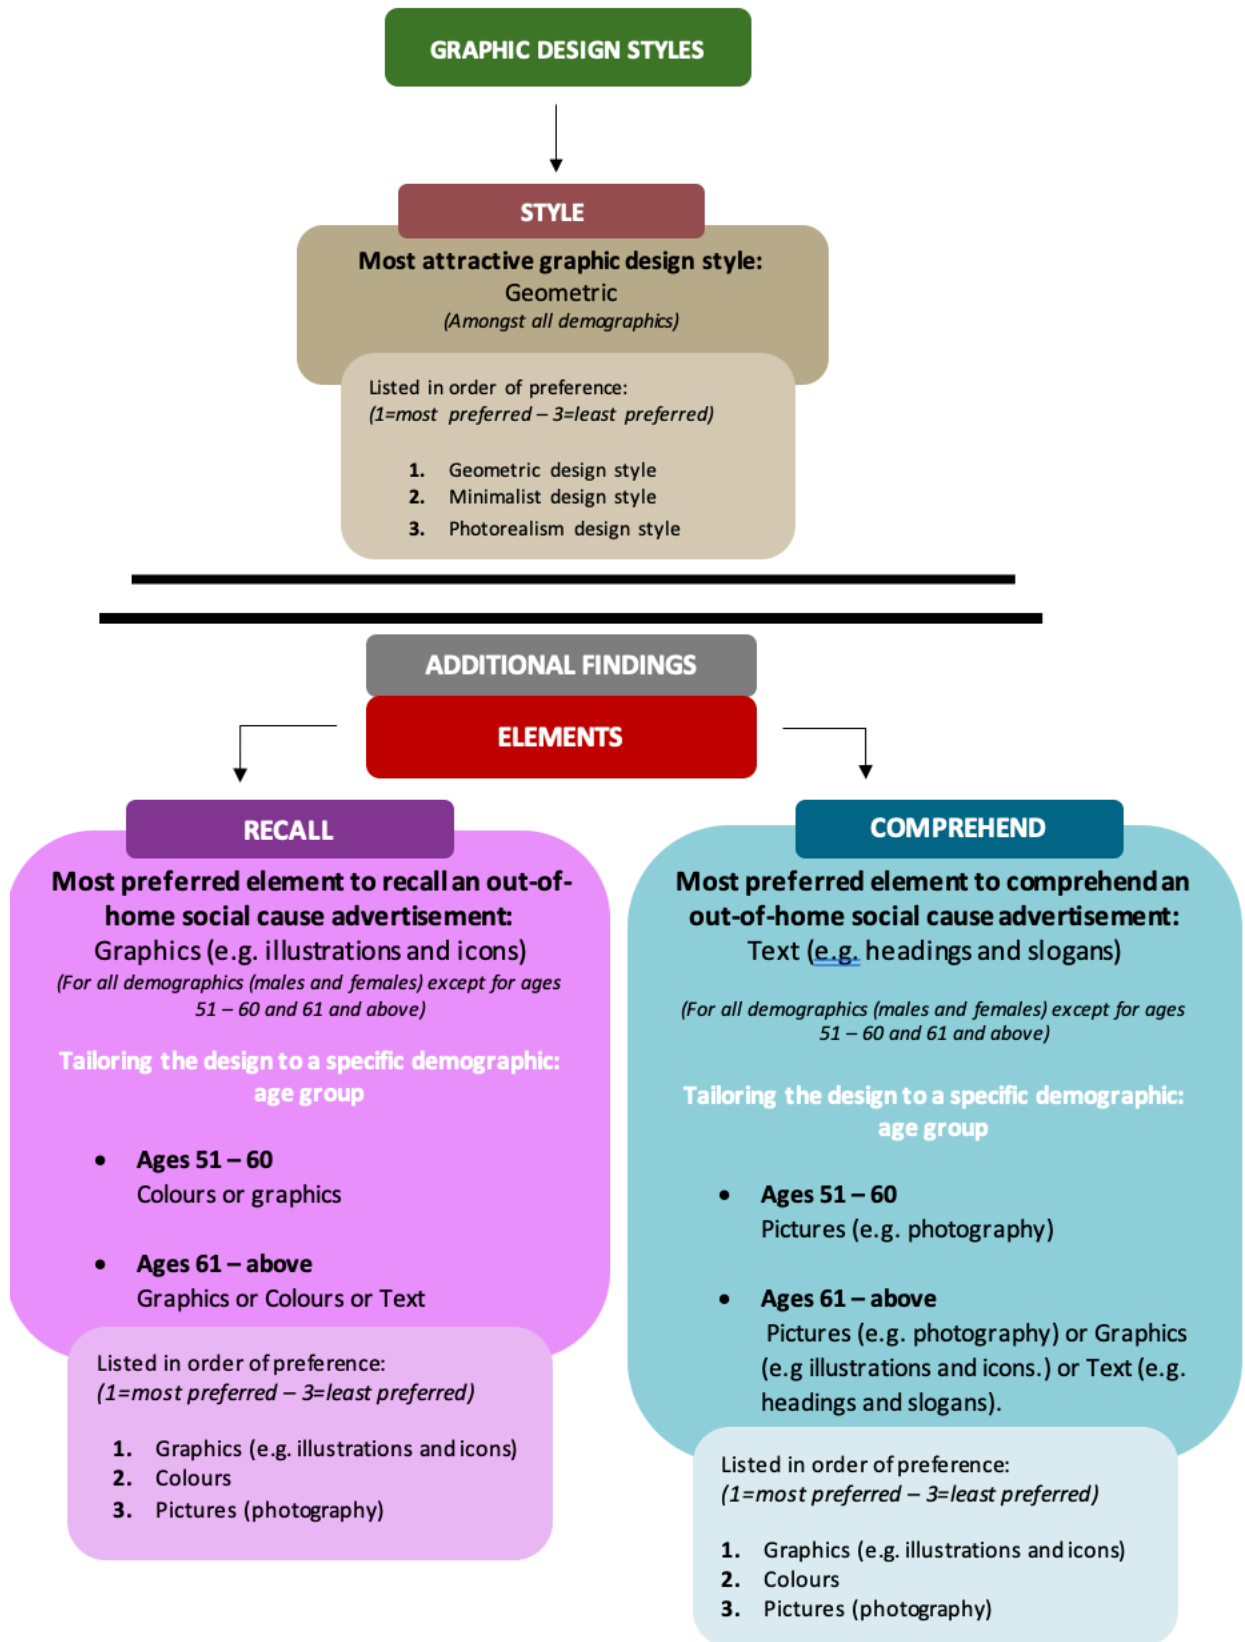 GRAPHIC DESIGN STYLES
STYLE
Most attractive graphic design style:
Geometric
(Amongst all demographics)
Listed in order of preference:
(1=most preferred – 3=least preferred)
1. Geometric design style
2. Minimalist design style
3. Photorealism design style
ADDITIONAL FINDINGS
ELEMENTS
RECALL
Most preferred element to recall an out-of-
home social cause advertisement:
Graphics (e.g. illustrations and icons)
(For all demographics (males and females) except for ages
51 – 60 and 61 and above)
Tailoring the design to a specific demographic:
age group
• Ages 51 – 60
Colours or graphics
• Ages 61 – above
Graphics or Colours or Text
Listed in order of preference:
(1=most preferred – 3=least preferred)
1. Graphics (e.g. illustrations and icons)
2. Colours
3. Pictures (photography)
COMPREHEND
Most preferred element to comprehend an
out-of-home social cause advertisement:
Text (e.g. headings and slogans)
(For all demographics (males and females) except for ages
51 – 60 and 61 and above)
Tailoring the design to a specific demographic:
age group
• Ages 51 – 60
Pictures (e.g. photography)
• Ages 61 – above
Pictures (e.g. photography) or Graphics
(e.g illustrations and icons.) or Text (e.g.
headings and slogans).
Listed in order of preference:
(1=most preferred – 3=least preferred)
1. Graphics (e.g. illustrations and icons)
2. Colours
3. Pictures (photography)